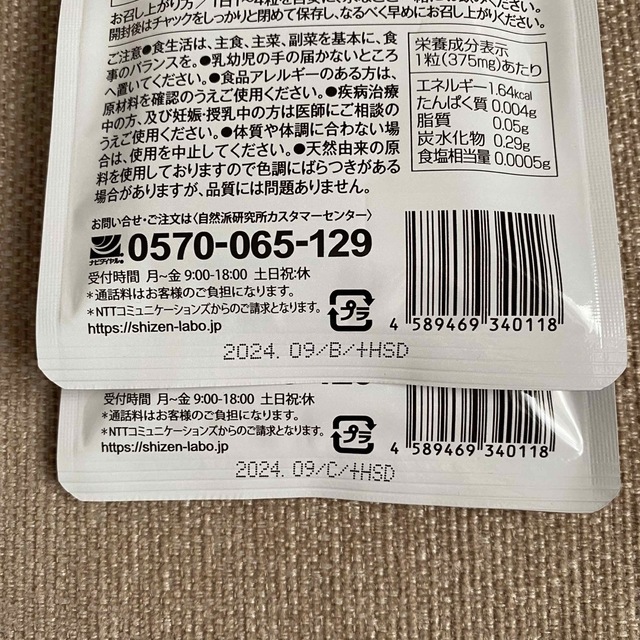 お召し上がり方／1日1〜4粒を目安に、水などと一緒にお飲みください。
開封後はチャックをしっかりと閉めて保存し、なるべく早めにお召し上がりください。
ご注意●食生活は、主食、主菜、副菜を基本に、食
事のバランスを。●乳幼児の手の届かないところ
へ置いてください。●食品アレルギーのある方は、
原材料を確認のうえご使用ください。●疾病治療
中の方、及び妊娠・授乳中の方は医師にご相談の
うえご使用ください。●体質や体調に合わない場
合は、使用を中止してください。●天然由来の原
料を使用しておりますので色調にばらつきがある
場合がありますが、品質には問題ありません。
栄養成分表示
1粒(375mg)あたり
エネルギー 1.64kcal
たんぱく質 0.004g
脂質 0.05g
炭水化物 0.29g
食塩相当量 0.0005g
お問い合せ・ご注文は〈自然派研究所カスタマーセンター〉
ナビダイヤル 0570-065-129
受付時間 月〜金 9:00-18:00 土日祝:休
＊通話料はお客様のご負担になります。
＊NTTコミュニケーションズからのご請求となります。
https://shizen-labo.jp
プラ
4 589469 340118
2024. 09/B/+HSD
受付時間 月〜金 9:00-18:00 土日祝:休
＊通話料はお客様のご負担になります。
＊NTTコミュニケーションズからのご請求となります。
https://shizen-labo.jp
プラ
4 589469 340118
2024. 09/C/+HSD